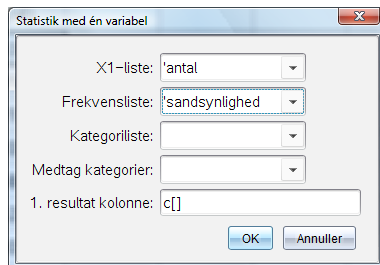 Statistik med én variabel
X1-liste: 'antal
Frekvensliste: 'sandsynlighed
Kategoriliste:
Medtag kategorier:
1. resultat kolonne: c[]
OK Annuller